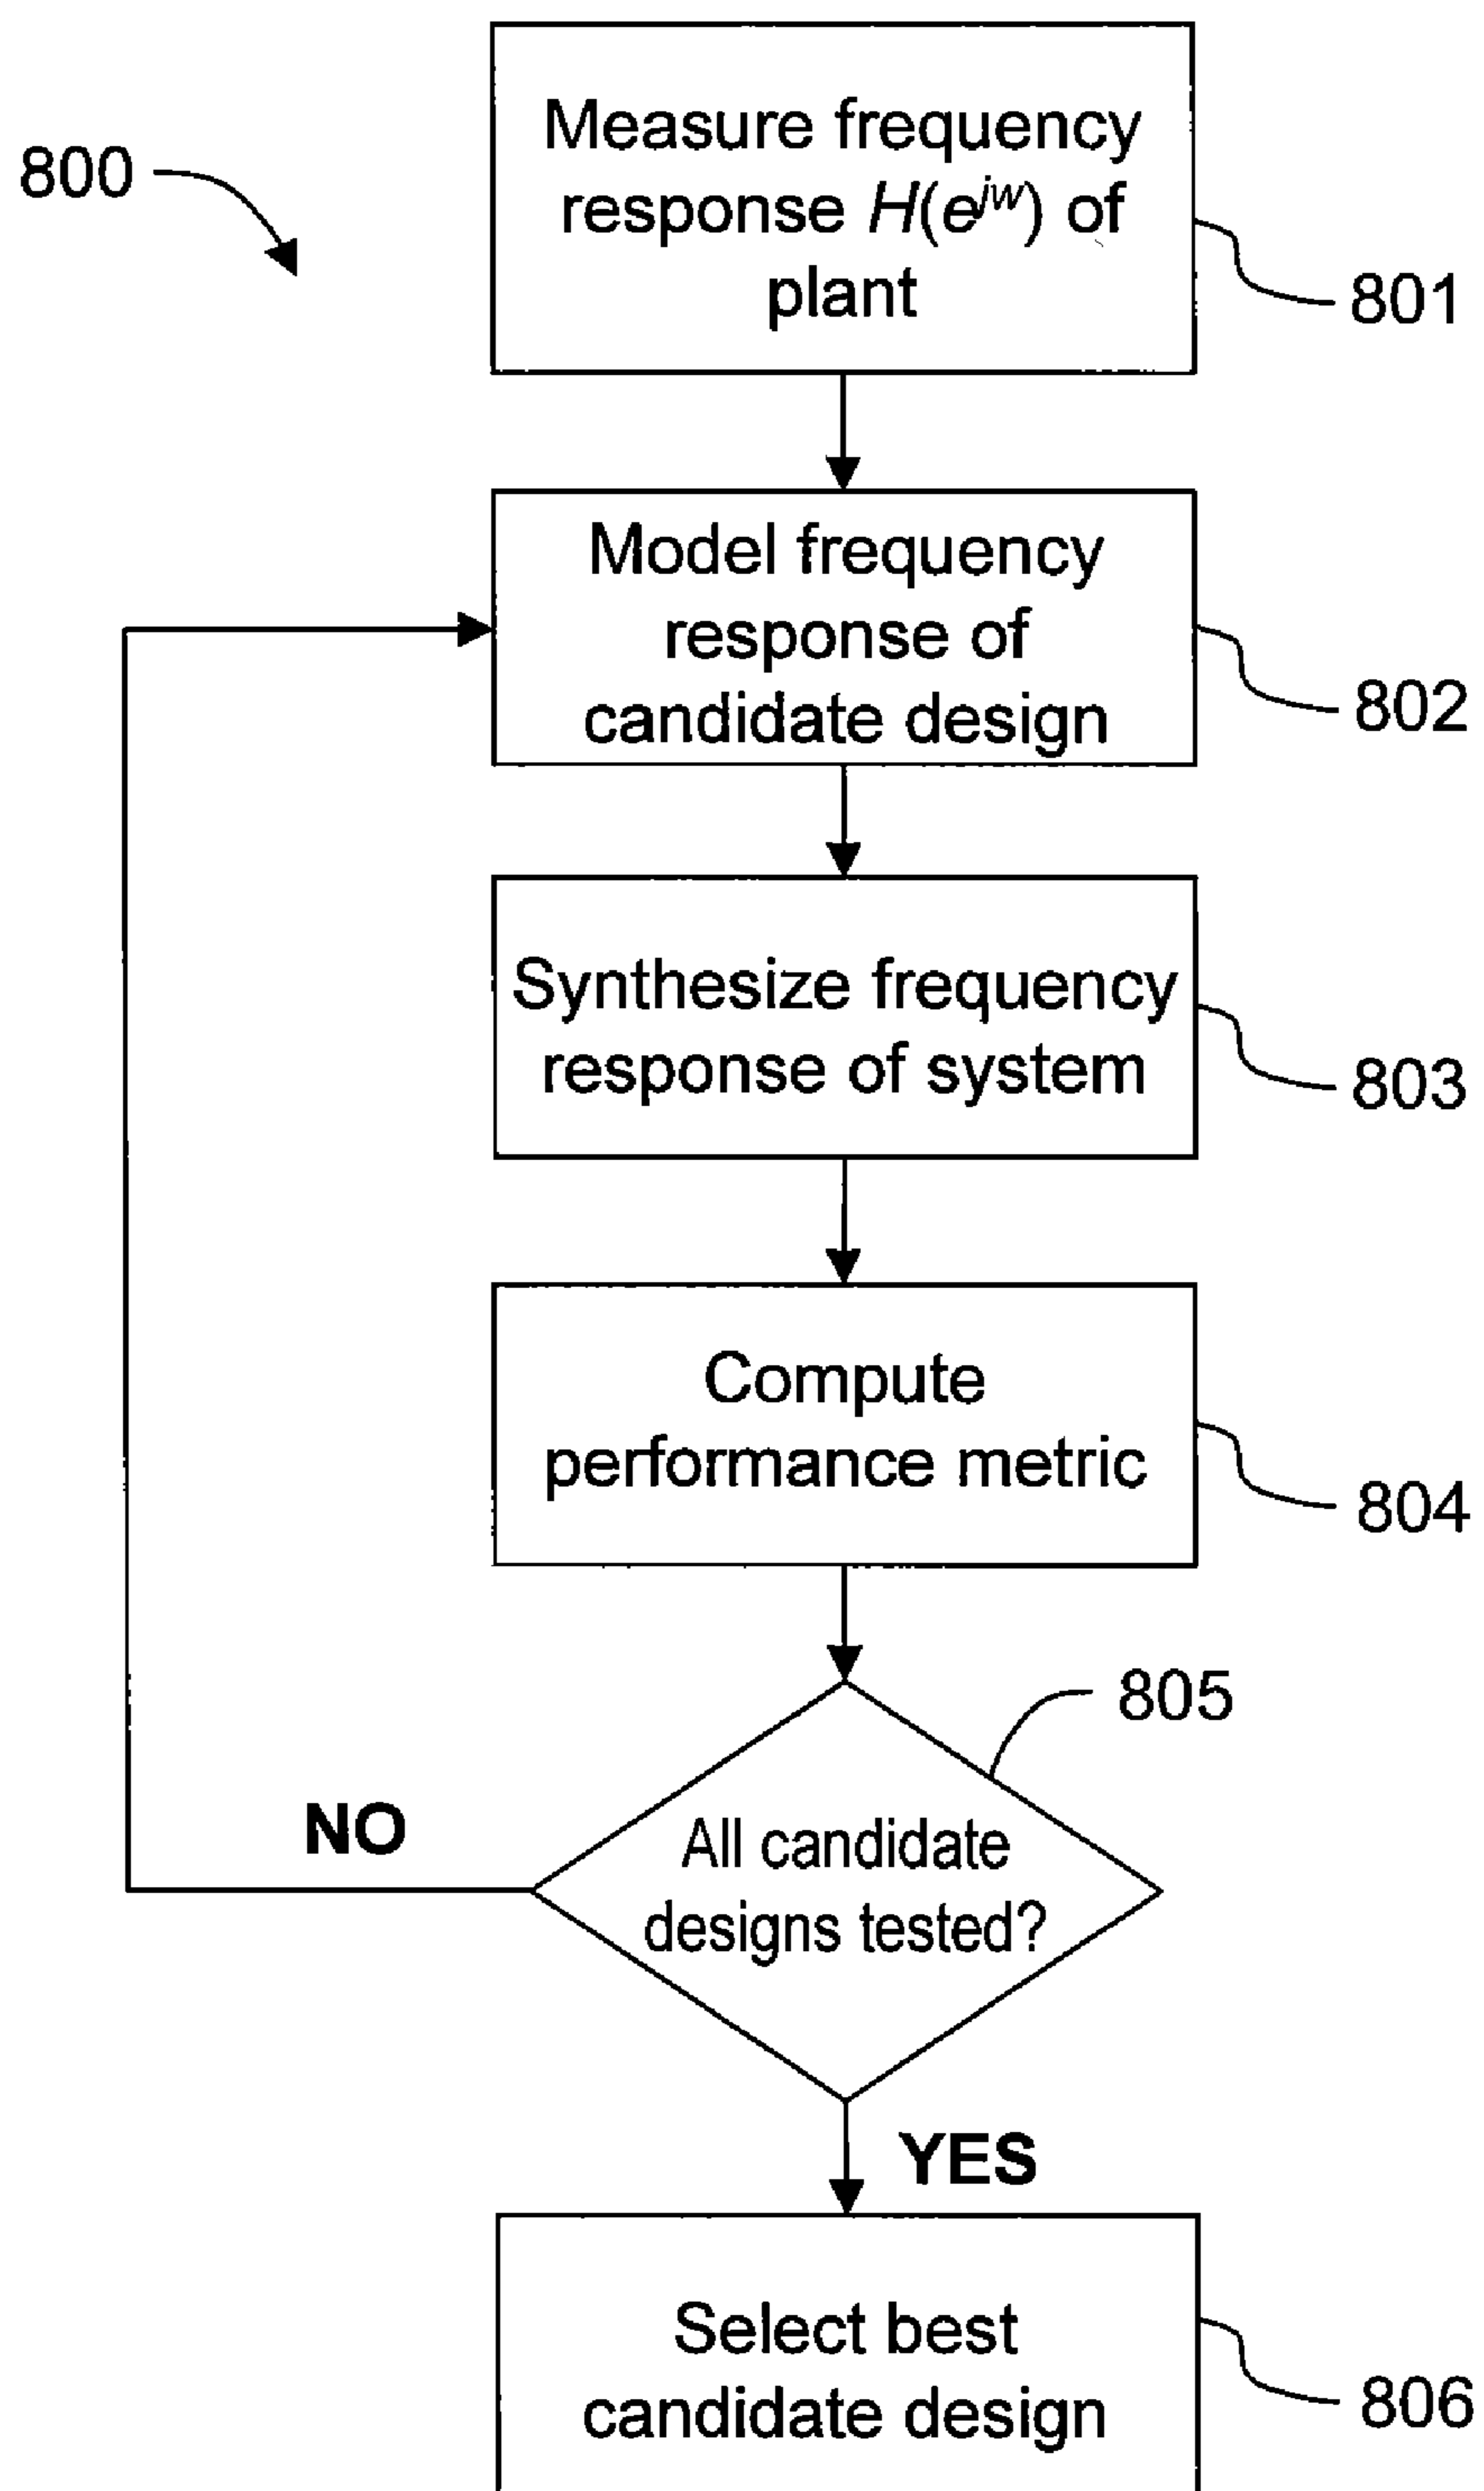 800
Measure frequency
response H(e^jw) of
plant
801
Model frequency
response of
candidate design
802
Synthesize frequency
response of system
803
Compute
performance metric
804
805
All candidate
designs tested?
NO
YES
Select best
candidate design
806